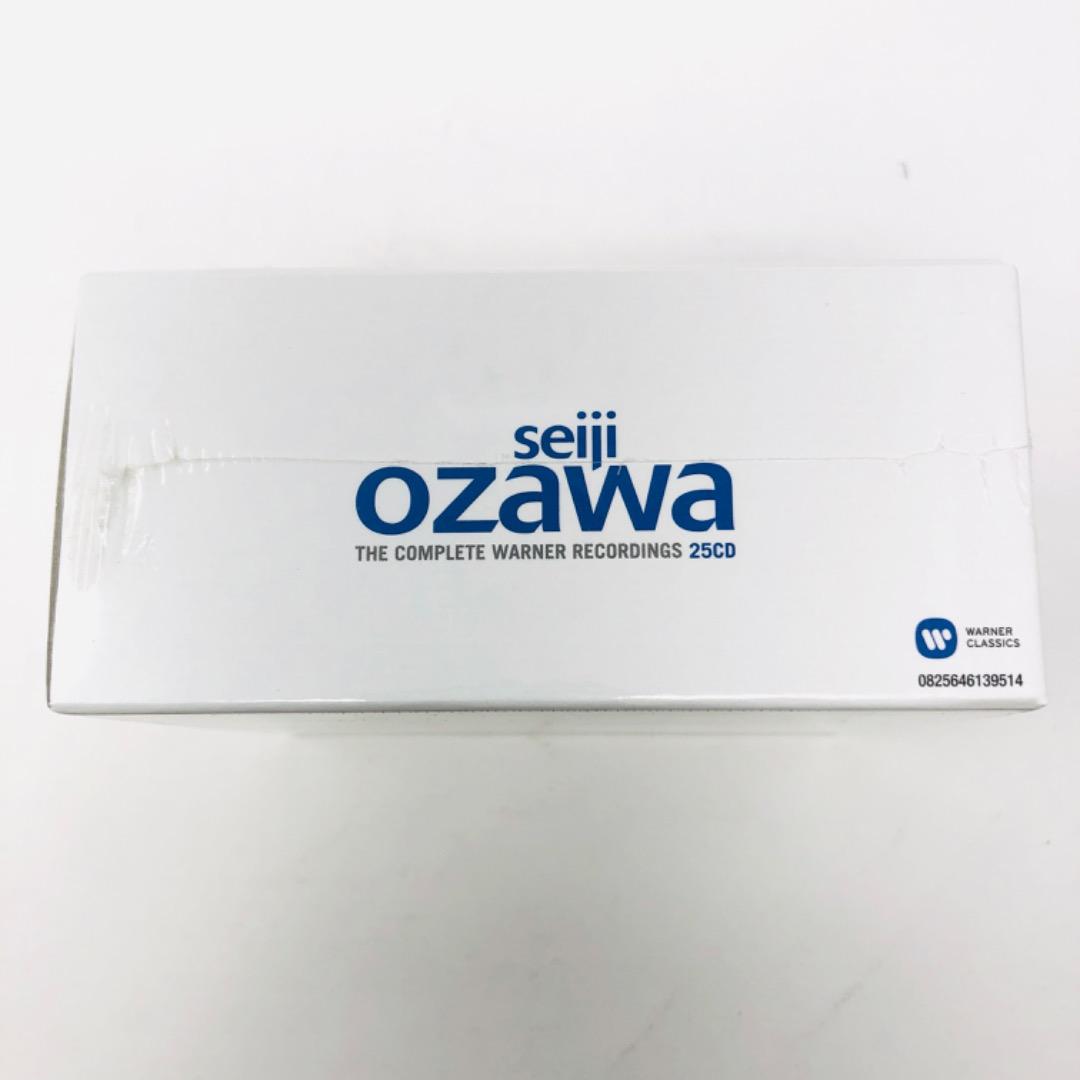 seiji
ozawa
THE COMPLETE WARNER RECORDINGS 25CD
WARNER
CLASSICS
0825646139514